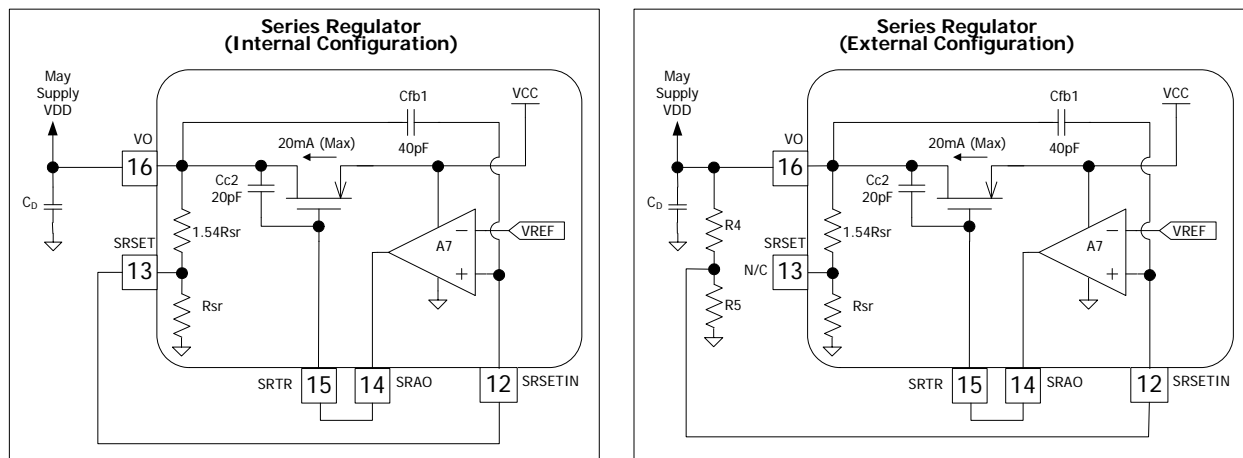 Series Regulator
(Internal Configuration)
May
Supply
VDD
VO
16
C_D
SRSET
13
Cfb1
40pF
VCC
20mA (Max)
Cc2
20pF
1.54Rsr
Rsr
A7
−
+
VREF
SRTR
15
14
SRAO
12
SRSETIN
Series Regulator
(External Configuration)
May
Supply
VDD
VO
16
C_D
R4
R5
SRSET
N/C
13
Cfb1
40pF
VCC
20mA (Max)
Cc2
20pF
1.54Rsr
Rsr
A7
−
+
VREF
SRTR
15
14
SRAO
12
SRSETIN